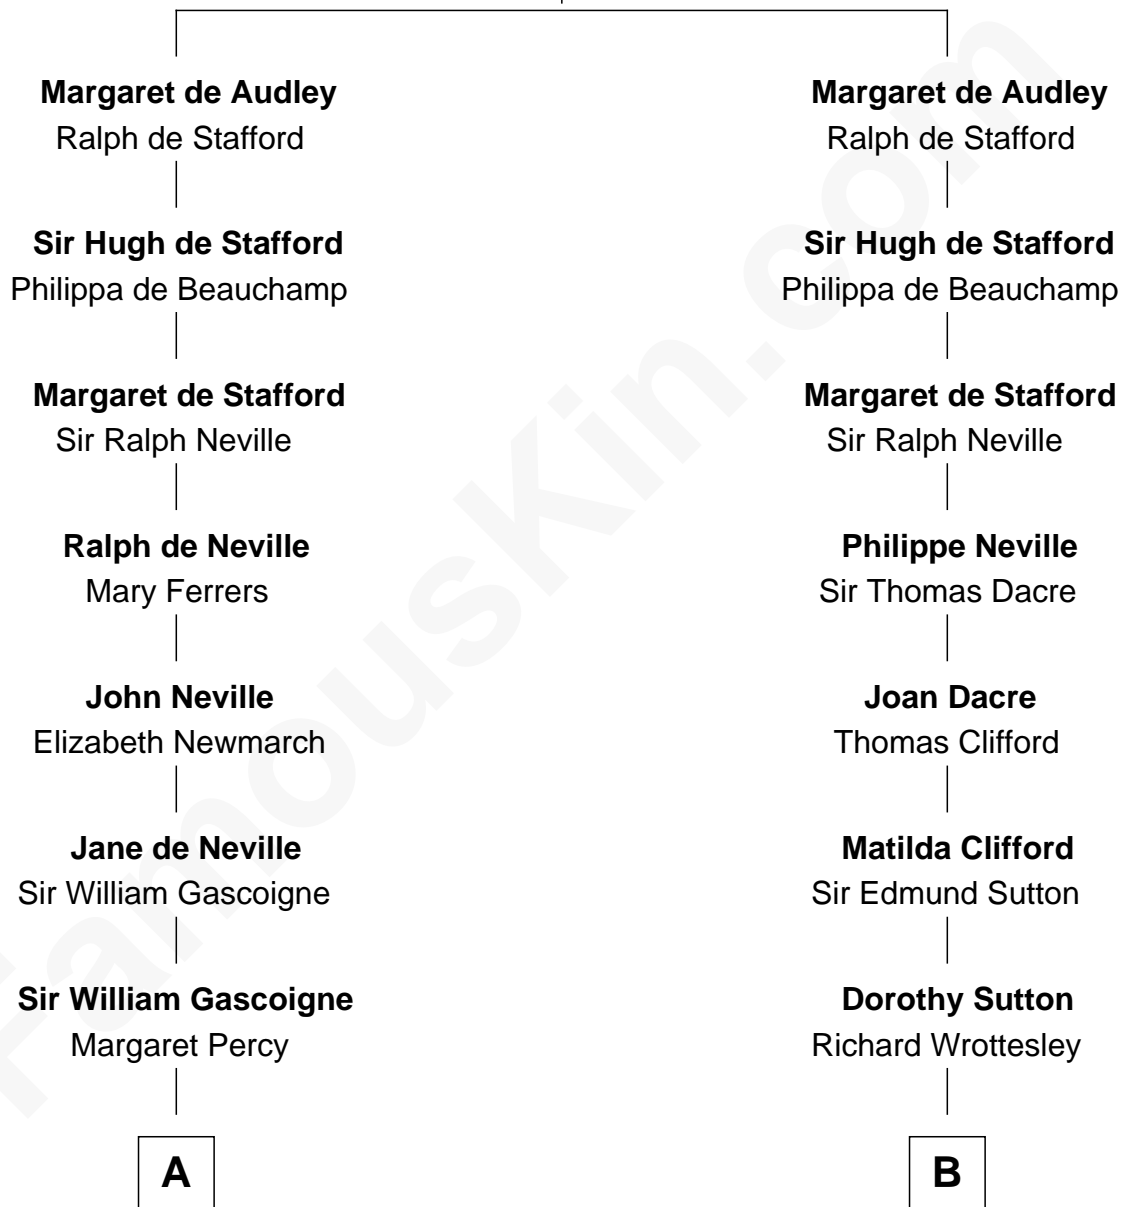 Margaret de Audley
Ralph de Stafford
Sir Hugh de Stafford
Philippa de Beauchamp
Margaret de Stafford
Sir Ralph Neville
Ralph de Neville
Mary Ferrers
John Neville
Elizabeth Newmarch
Jane de Neville
Sir William Gascoigne
Sir William Gascoigne
Margaret Percy
A
Margaret de Audley
Ralph de Stafford
Sir Hugh de Stafford
Philippa de Beauchamp
Margaret de Stafford
Sir Ralph Neville
Philippe Neville
Sir Thomas Dacre
Joan Dacre
Thomas Clifford
Matilda Clifford
Sir Edmund Sutton
Dorothy Sutton
Richard Wrottesley
B
FamousKin.com